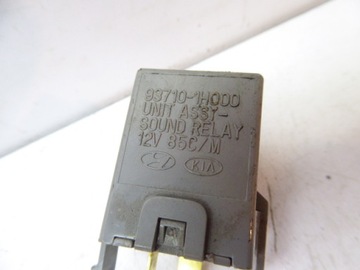 93710-1H000
UNIT ASSY-
SOUND RELAY
12V 85C/M
KIA